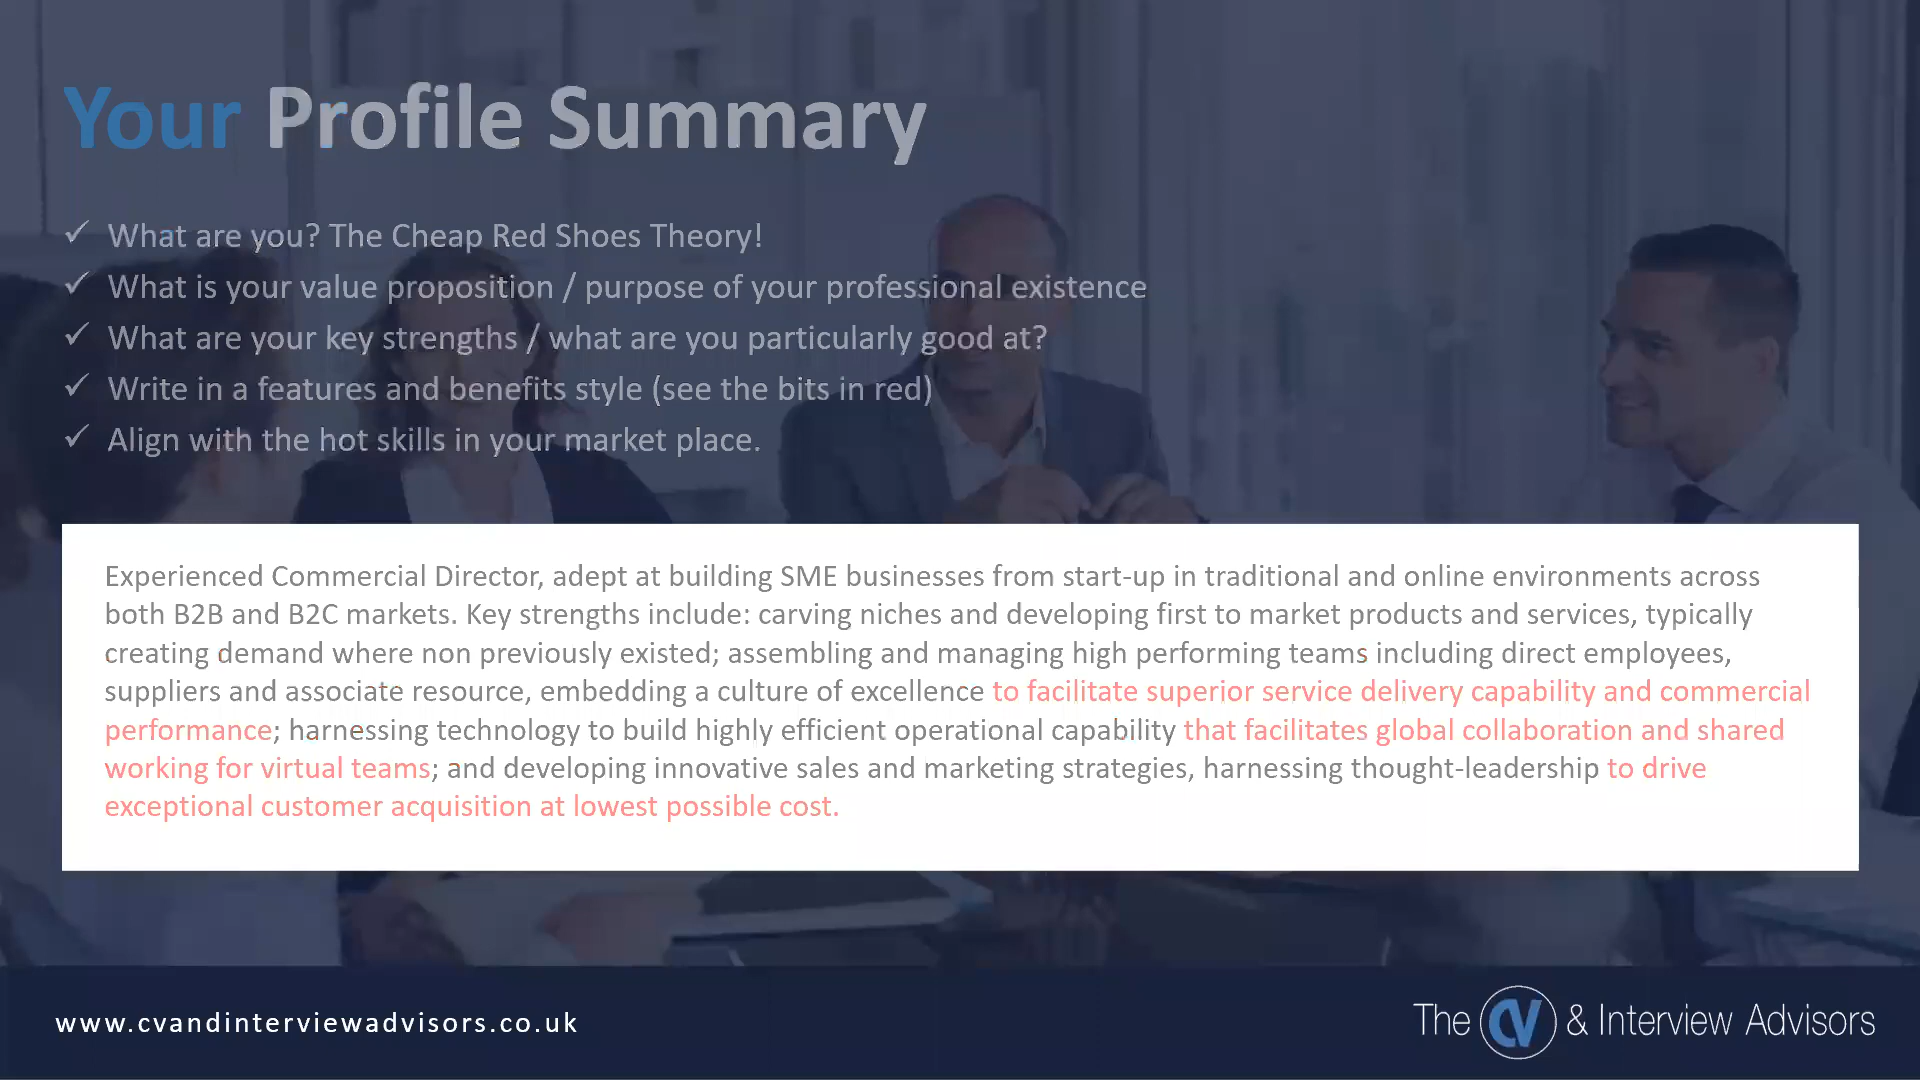 Your Profile Summary
✓ What are you? The Cheap Red Shoes Theory!
✓ What is your value proposition / purpose of your professional existence
✓ What are your key strengths / what are you particularly good at?
✓ Write in a features and benefits style (see the bits in red)
✓ Align with the hot skills in your market place.
Experienced Commercial Director, adept at building SME businesses from start-up in traditional and online environments across
both B2B and B2C markets. Key strengths include: carving niches and developing first to market products and services, typically
creating demand where non previously existed; assembling and managing high performing teams including direct employees,
suppliers and associate resource, embedding a culture of excellence to facilitate superior service delivery capability and commercial
performance; harnessing technology to build highly efficient operational capability that facilitates global collaboration and shared
working for virtual teams; and developing innovative sales and marketing strategies, harnessing thought-leadership to drive
exceptional customer acquisition at lowest possible cost.
www.cvandinterviewadvisors.co.uk
The CV & Interview Advisors